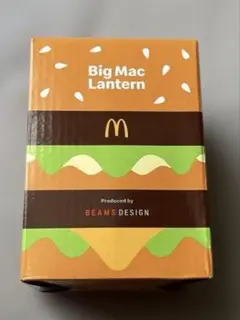 Big Mac
Lantern
Produced by
BEAMS DESIGN